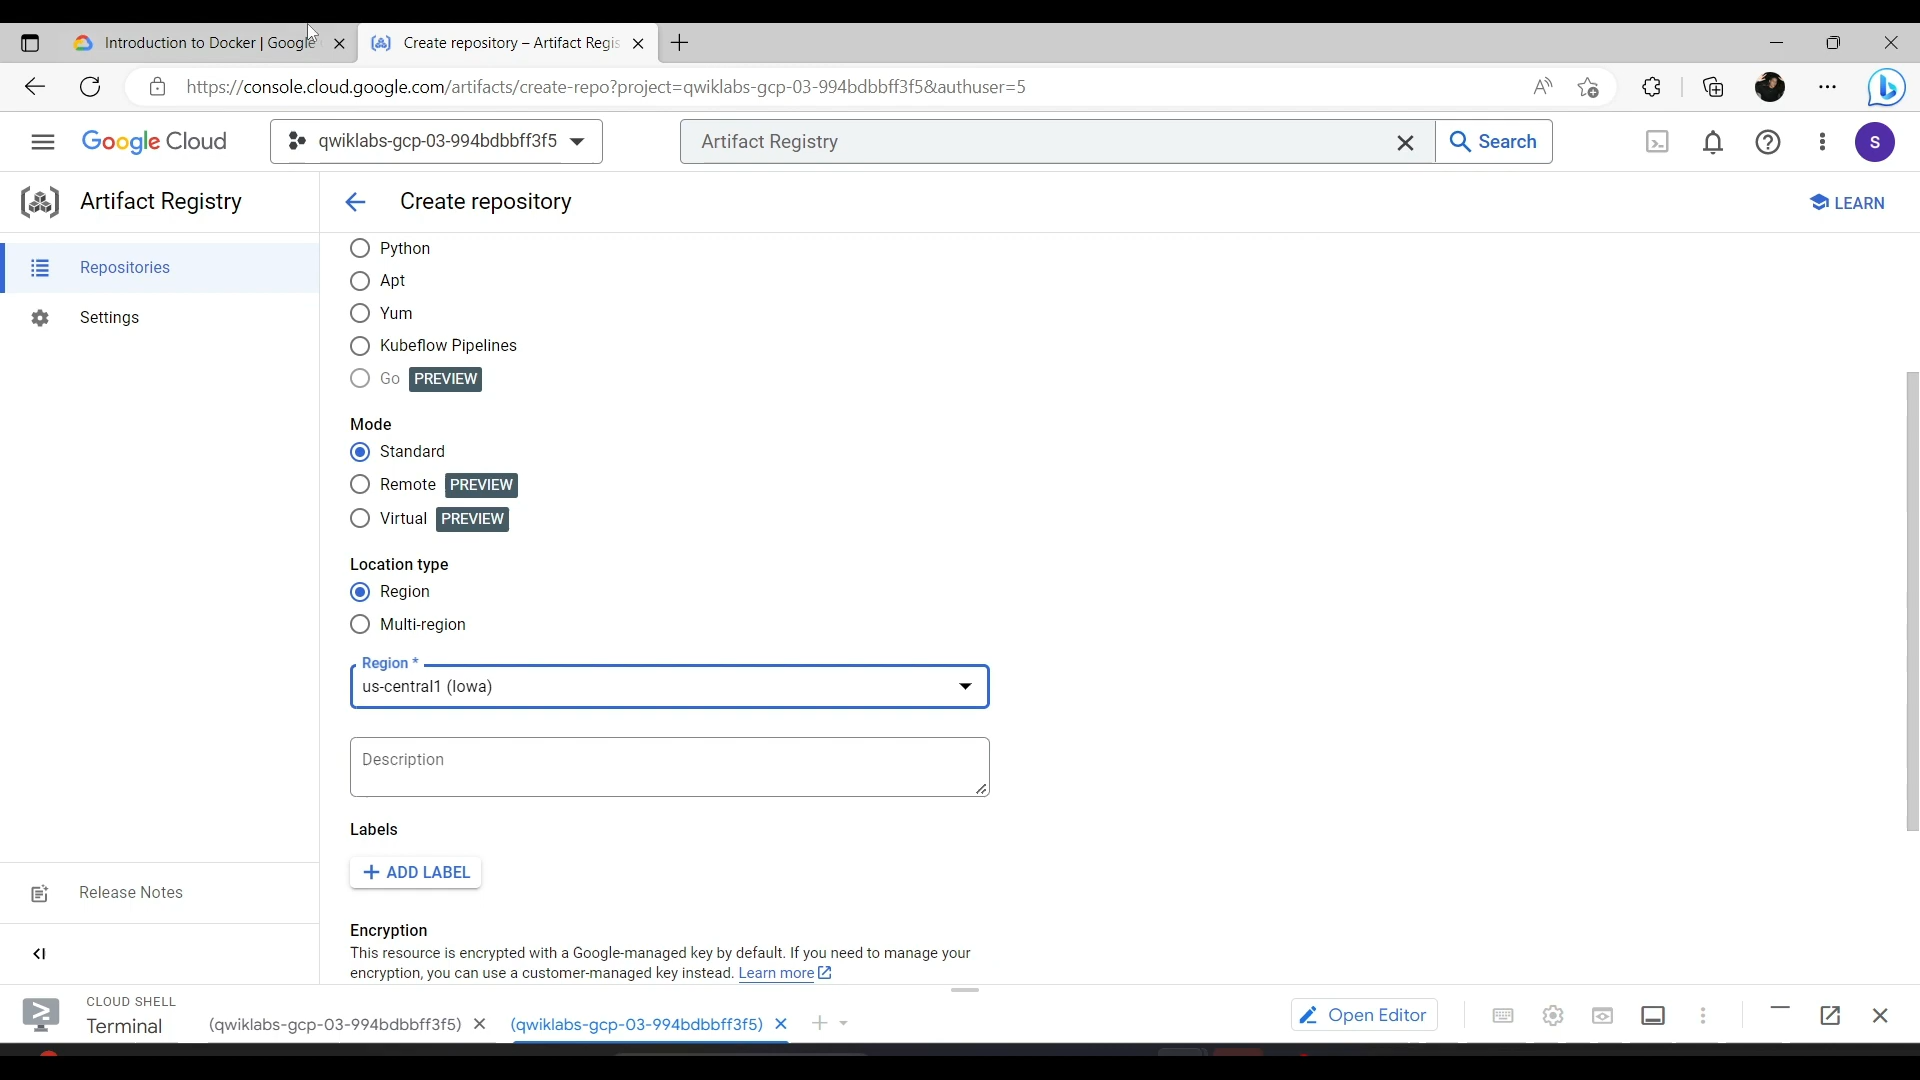 Introduction to Docker | Google
Create repository – Artifact Regis
https://console.cloud.google.com/artifacts/create-repo?project=qwiklabs-gcp-03-994bdbbff3f5&authuser=5
Google Cloud
qwiklabs-gcp-03-994bdbbff3f5
Artifact Registry
Search
S
Artifact Registry
Create repository
LEARN
Repositories
Settings
Python
Apt
Yum
Kubeflow Pipelines
Go PREVIEW
Mode
Standard
Remote PREVIEW
Virtual PREVIEW
Location type
Region
Multi-region
Region *
us-central1 (Iowa)
Description
Labels
+ ADD LABEL
Encryption
This resource is encrypted with a Google-managed key by default. If you need to manage your
encryption, you can use a customer-managed key instead. Learn more
Release Notes
CLOUD SHELL
Terminal
(qwiklabs-gcp-03-994bdbbff3f5)
(qwiklabs-gcp-03-994bdbbff3f5)
Open Editor